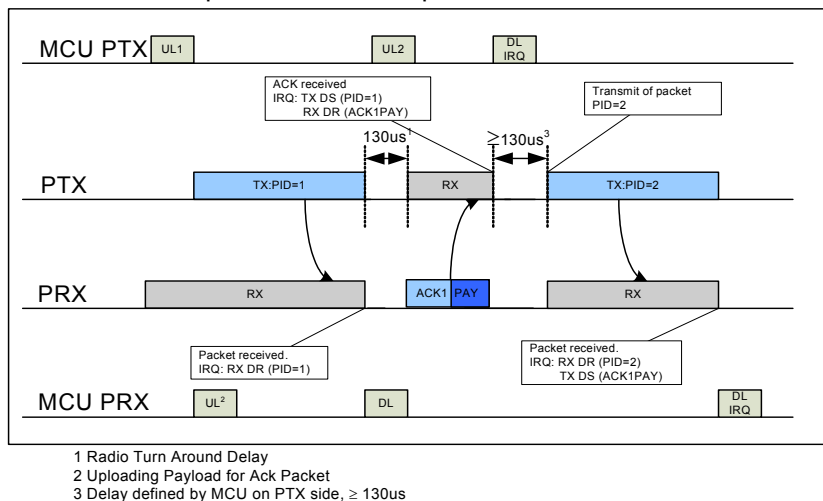 MCU PTX
UL1
UL2
DL
IRQ
ACK received
IRQ: TX DS (PID=1)
RX DR (ACK1PAY)
Transmit of packet
PID=2
130us1
≥130us3
PTX
TX:PID=1
RX
TX:PID=2
PRX
RX
ACK1
PAY
RX
Packet received.
IRQ: RX DR (PID=1)
Packet received.
IRQ: RX DR (PID=2)
TX DS (ACK1PAY)
MCU PRX
UL2
DL
DL
IRQ
1 Radio Turn Around Delay
2 Uploading Payload for Ack Packet
3 Delay defined by MCU on PTX side, ≥ 130us